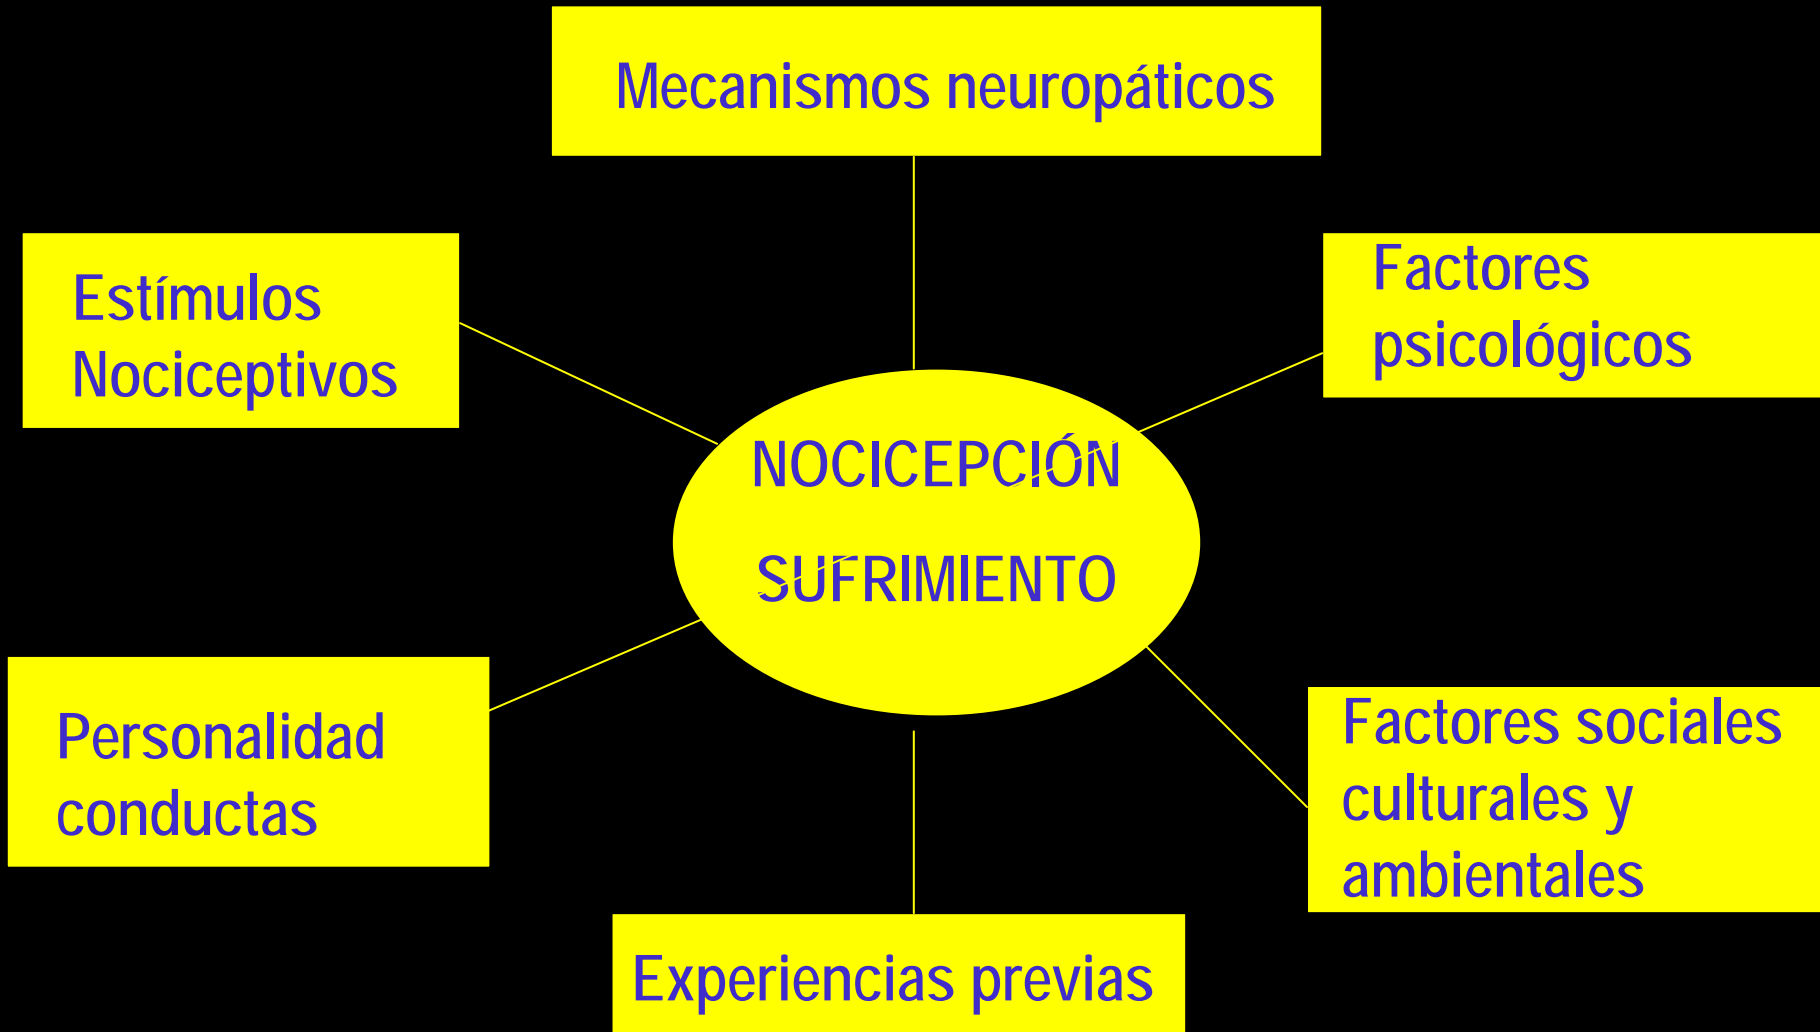 Mecanismos neuropáticos
Estímulos
Nociceptivos
Factores
psicológicos
NOCICEPCIÓN
SUFRIMIENTO
Personalidad
conductas
Factores sociales
culturales y
ambientales
Experiencias previas